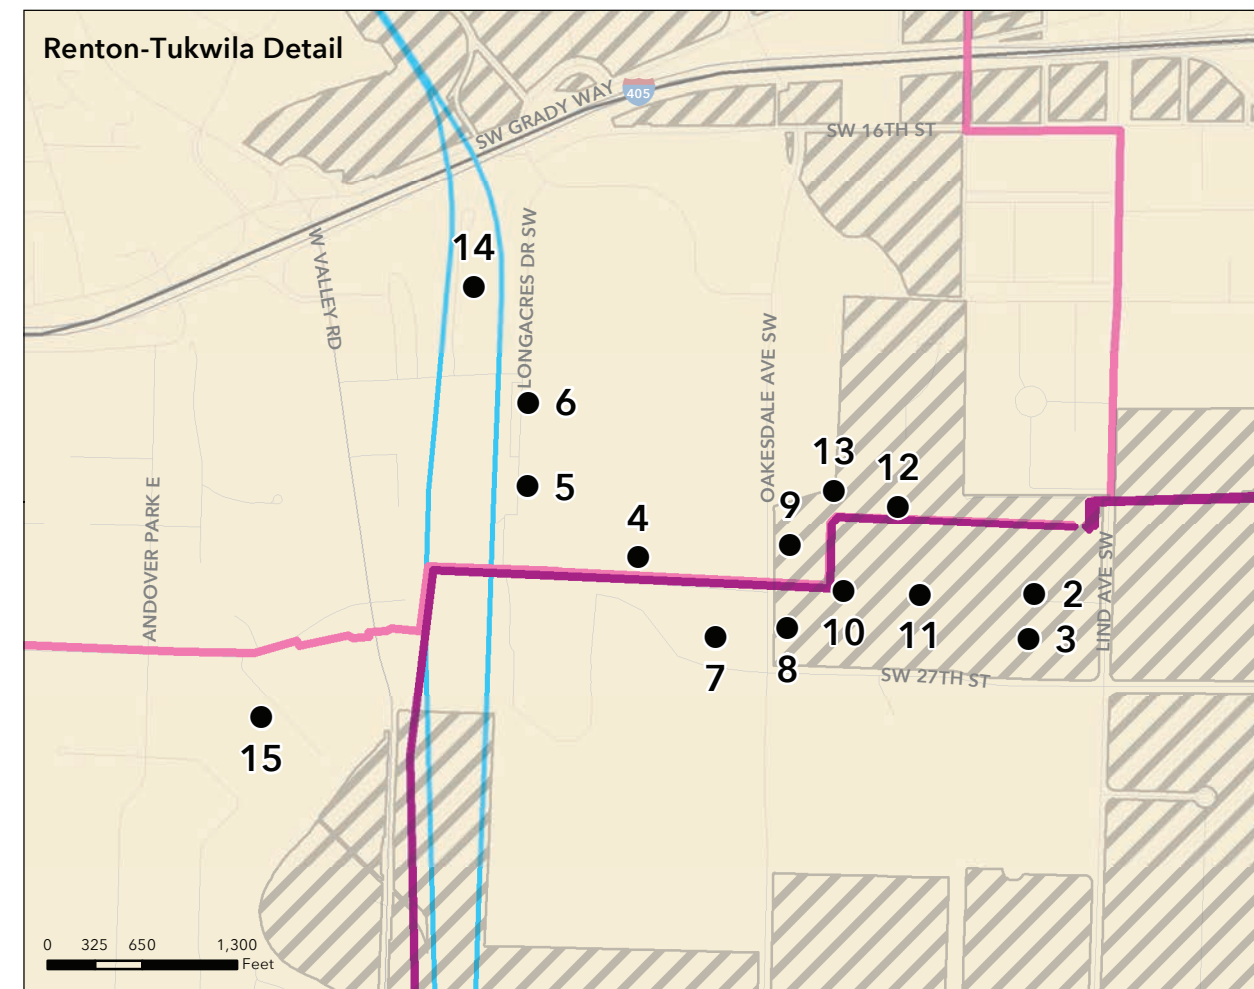 Renton-Tukwila Detail
SW GRADY WAY
405
SW 16TH ST
W VALLEY RD
14
LONGACRES DR SW
OAKESDALE AVE SW
6
13
12
5
9
4
ANDOVER PARK E
LIND AVE SW
2
10
11
3
7
8
SW 27TH ST
15
0 325 650 1,300
Feet